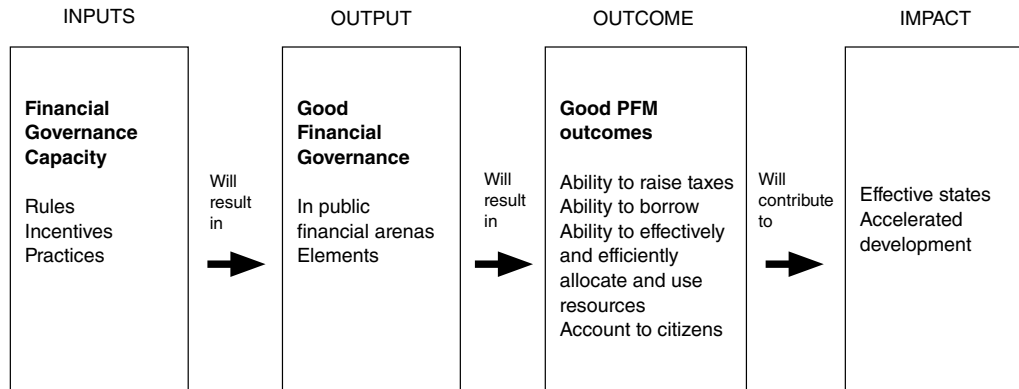 INPUTS
OUTPUT
OUTCOME
IMPACT
Financial
Governance
Capacity
Rules
Incentives
Practices
Will
result
in
Good
Financial
Governance
In public
financial arenas
Elements
Will
result
in
Good PFM
outcomes
Ability to raise taxes
Ability to borrow
Ability to effectively
and efficiently
allocate and use
resources
Account to citizens
Will
contribute
to
Effective states
Accelerated
development